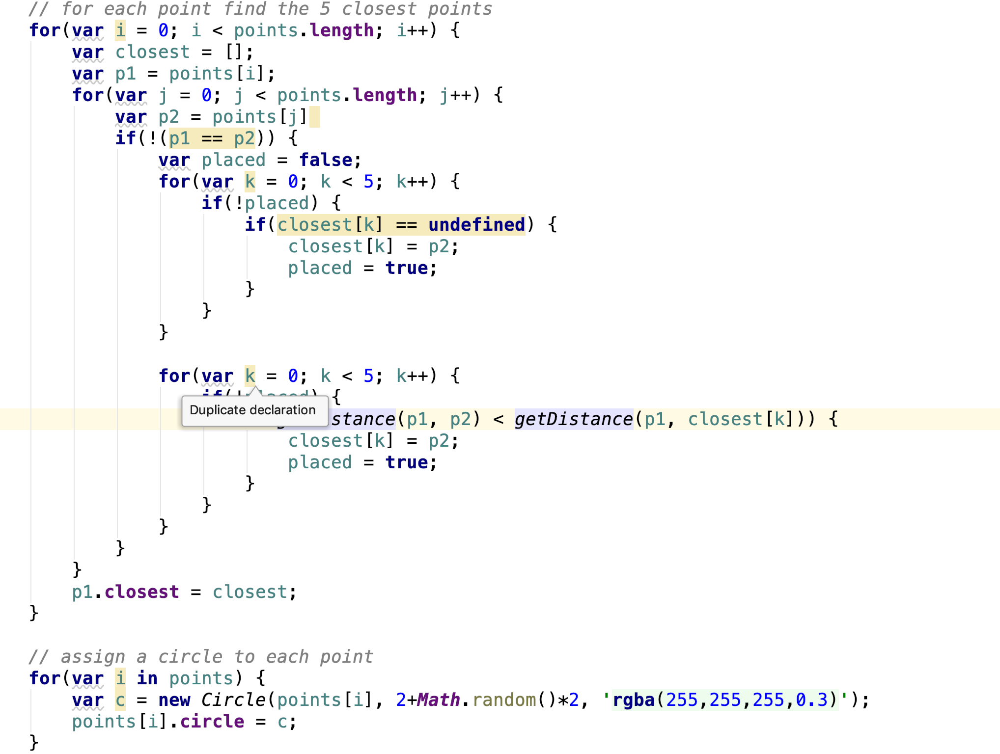 // for each point find the 5 closest points
for(var i = 0; i < points.length; i++) {
    var closest = [];
    var p1 = points[i];
    for(var j = 0; j < points.length; j++) {
        var p2 = points[j]
        if(!(p1 == p2)) {
            var placed = false;
            for(var k = 0; k < 5; k++) {
                if(!placed) {
                    if(closest[k] == undefined) {
                        closest[k] = p2;
                        placed = true;
                    }
                }
            }

            for(var k = 0; k < 5; k++) {
                if(!placed) {
Duplicate declaration
stance(p1, p2) < getDistance(p1, closest[k])) {
                        closest[k] = p2;
                        placed = true;
                    }
                }
            }
        }
    }
    p1.closest = closest;
}

// assign a circle to each point
for(var i in points) {
    var c = new Circle(points[i], 2+Math.random()*2, 'rgba(255,255,255,0.3)');
    points[i].circle = c;
}